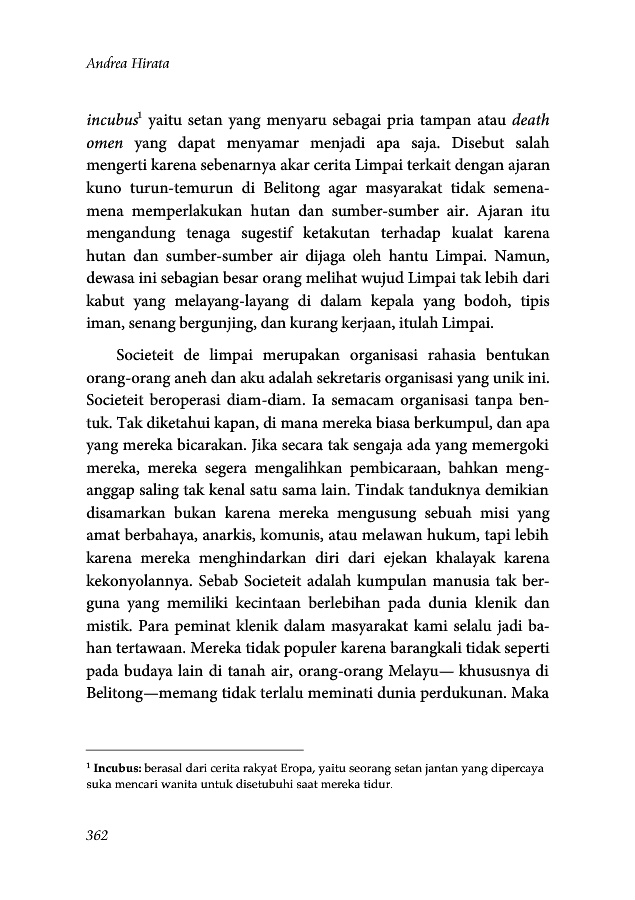 Andrea Hirata
incubus¹ yaitu setan yang menyaru sebagai pria tampan atau death
omen yang dapat menyamar menjadi apa saja. Disebut salah
mengerti karena sebenarnya akar cerita Limpai terkait dengan ajaran
kuno turun-temurun di Belitong agar masyarakat tidak semena-
mena memperlakukan hutan dan sumber-sumber air. Ajaran itu
mengandung tenaga sugestif ketakutan terhadap kualat karena
hutan dan sumber-sumber air dijaga oleh hantu Limpai. Namun,
dewasa ini sebagian besar orang melihat wujud Limpai tak lebih dari
kabut yang melayang-layang di dalam kepala yang bodoh, tipis
iman, senang bergunjing, dan kurang kerjaan, itulah Limpai.
Societeit de limpai merupakan organisasi rahasia bentukan
orang-orang aneh dan aku adalah sekretaris organisasi yang unik ini.
Societeit beroperasi diam-diam. Ia semacam organisasi tanpa ben-
tuk. Tak diketahui kapan, di mana mereka biasa berkumpul, dan apa
yang mereka bicarakan. Jika secara tak sengaja ada yang memergoki
mereka, mereka segera mengalihkan pembicaraan, bahkan meng-
anggap saling tak kenal satu sama lain. Tindak tanduknya demikian
disamarkan bukan karena mereka mengusung sebuah misi yang
amat berbahaya, anarkis, komunis, atau melawan hukum, tapi lebih
karena mereka menghindarkan diri dari ejekan khalayak karena
kekonyolannya. Sebab Societeit adalah kumpulan manusia tak ber-
guna yang memiliki kecintaan berlebihan pada dunia klenik dan
mistik. Para peminat klenik dalam masyarakat kami selalu jadi ba-
han tertawaan. Mereka tidak populer karena barangkali tidak seperti
pada budaya lain di tanah air, orang-orang Melayu— khususnya di
Belitong—memang tidak terlalu meminati dunia perdukunan. Maka
¹ Incubus: berasal dari cerita rakyat Eropa, yaitu seorang setan jantan yang dipercaya
suka mencari wanita untuk disetubuhi saat mereka tidur.
362